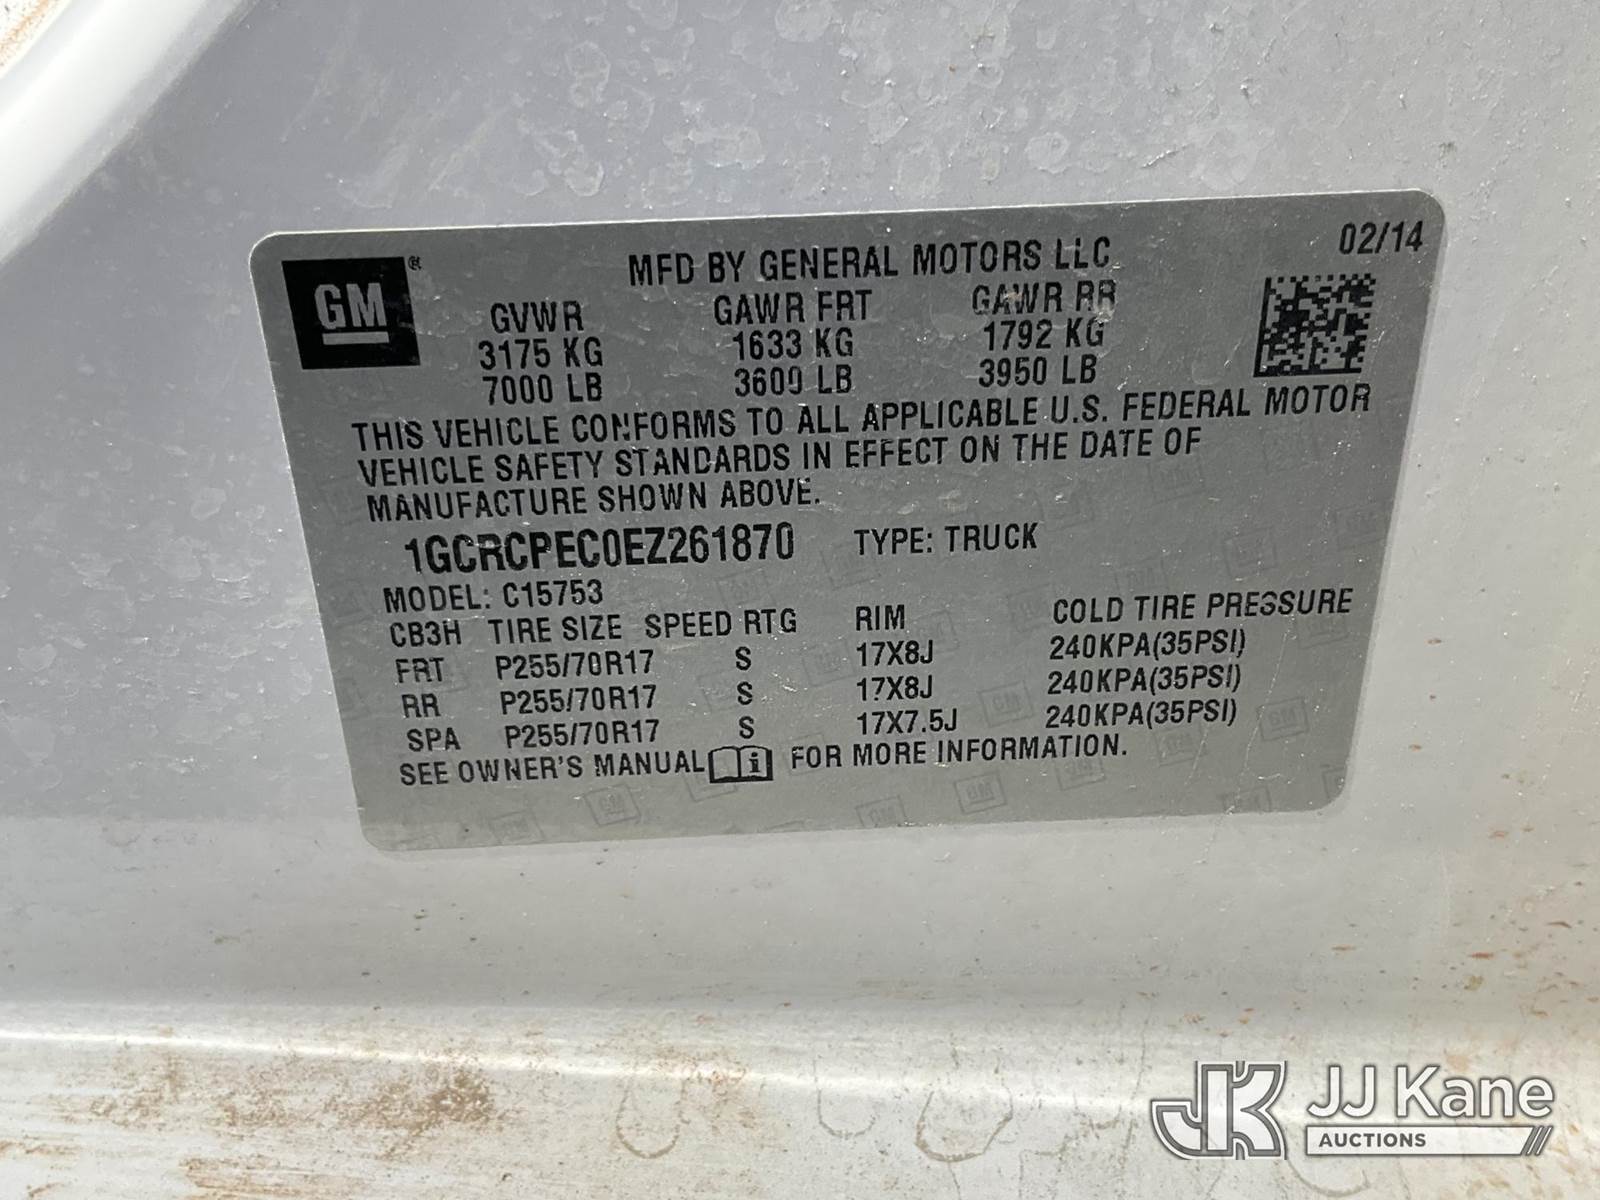 02/14
GM ®
MFD BY GENERAL MOTORS LLC
GVWR GAWR FRT GAWR RR
3175 KG 1633 KG 1792 KG
7000 LB 3600 LB 3950 LB
THIS VEHICLE CONFORMS TO ALL APPLICABLE U.S. FEDERAL MOTOR
VEHICLE SAFETY STANDARDS IN EFFECT ON THE DATE OF
MANUFACTURE SHOWN ABOVE.
1GCRCPEC0EZ261870 TYPE: TRUCK
MODEL: C15753
CB3H TIRE SIZE SPEED RTG RIM COLD TIRE PRESSURE
FRT P255/70R17 S 17X8J 240KPA(35PSI)
RR P255/70R17 S 17X8J 240KPA(35PSI)
SPA P255/70R17 S 17X7.5J 240KPA(35PSI)
SEE OWNER'S MANUAL i FOR MORE INFORMATION.
JK JJ Kane
AUCTIONS